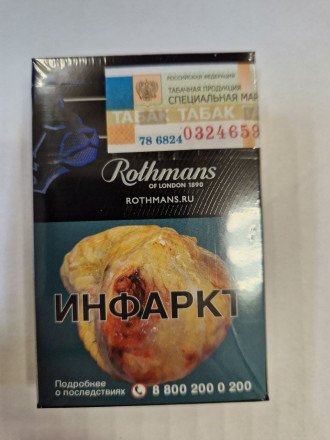 РОССИЙСКАЯ ФЕДЕРАЦИЯ
ТАБАЧНАЯ ПРОДУКЦИЯ
СПЕЦИАЛЬНАЯ МАР
ТАБАК ТАБАК
78 6824 0324659
Rothmans
OF LONDON 1890
ROTHMANS.RU
ИНФАРКТ
Подробнее
о последствиях 8 800 200 0 200